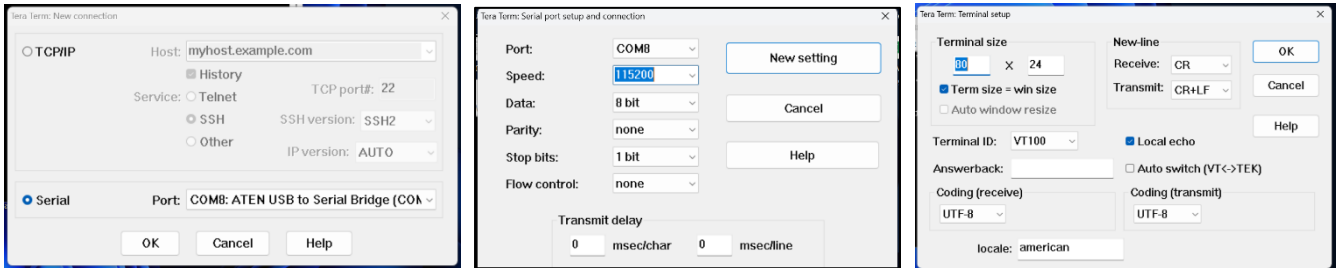 Tera Term: New connection
TCP/IP
Host: myhost.example.com
History
Service: Telnet
TCP port#: 22
SSH
SSH version: SSH2
Other
IP version: AUTO
Serial
Port: COM8: ATEN USB to Serial Bridge (COM
OK
Cancel
Help
Tera Term: Serial port setup and connection
Port: COM8
New setting
Speed: 115200
Data: 8 bit
Cancel
Parity: none
Stop bits: 1 bit
Help
Flow control: none
Transmit delay
0 msec/char 0 msec/line
Tera Term: Terminal setup
Terminal size
80 X 24
Term size = win size
Auto window resize
New-line
Receive: CR
Transmit: CR+LF
OK
Cancel
Help
Terminal ID: VT100
Local echo
Answerback:
Auto switch (VT<->TEK)
Coding (receive)
UTF-8
Coding (transmit)
UTF-8
locale: american